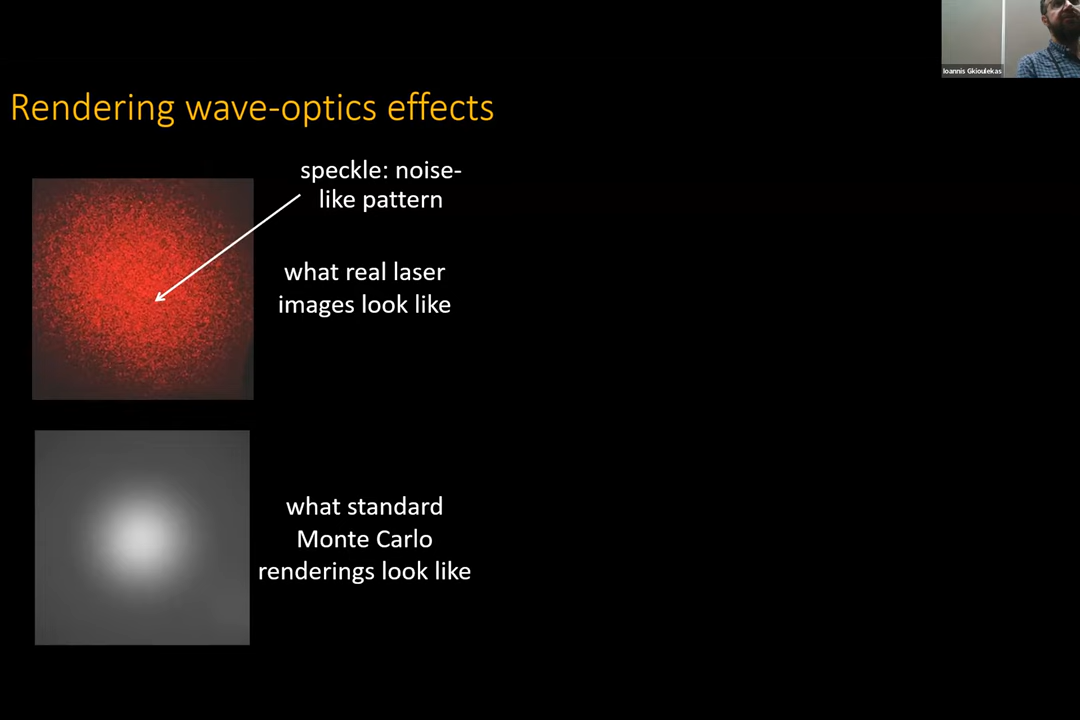 Ioannis Gkioulekas
Rendering wave-optics effects
speckle: noise-
like pattern
what real laser
images look like
what standard
Monte Carlo
renderings look like